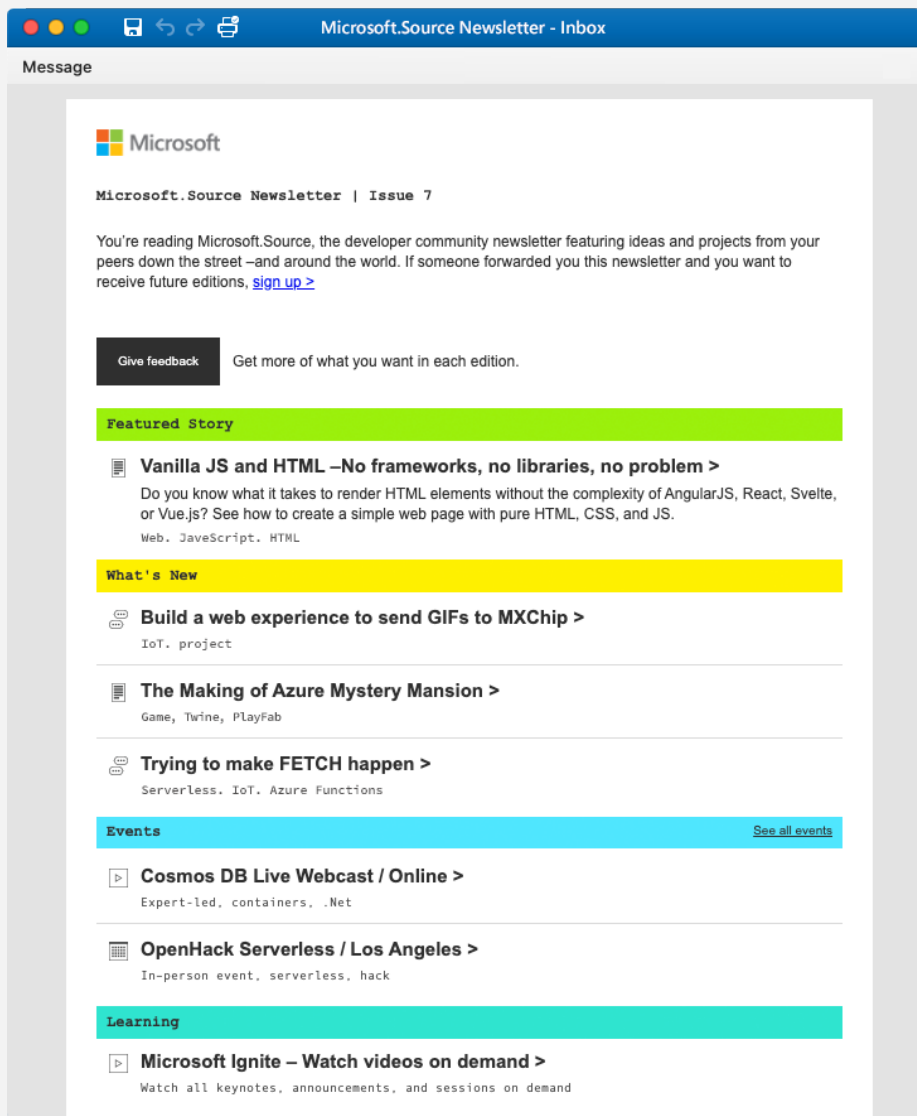 Microsoft.Source Newsletter - Inbox
Message
Microsoft
Microsoft.Source Newsletter | Issue 7
You're reading Microsoft.Source, the developer community newsletter featuring ideas and projects from your
peers down the street –and around the world. If someone forwarded you this newsletter and you want to
receive future editions, sign up >
Give feedback
Get more of what you want in each edition.
Featured Story
Vanilla JS and HTML –No frameworks, no libraries, no problem >
Do you know what it takes to render HTML elements without the complexity of AngularJS, React, Svelte,
or Vue.js? See how to create a simple web page with pure HTML, CSS, and JS.
Web. JaveScript. HTML
What's New
Build a web experience to send GIFs to MXChip >
IoT. project
The Making of Azure Mystery Mansion >
Game, Twine, PlayFab
Trying to make FETCH happen >
Serverless. IoT. Azure Functions
Events
See all events
Cosmos DB Live Webcast / Online >
Expert-led, containers, .Net
OpenHack Serverless / Los Angeles >
In-person event, serverless, hack
Learning
Microsoft Ignite – Watch videos on demand >
Watch all keynotes, announcements, and sessions on demand